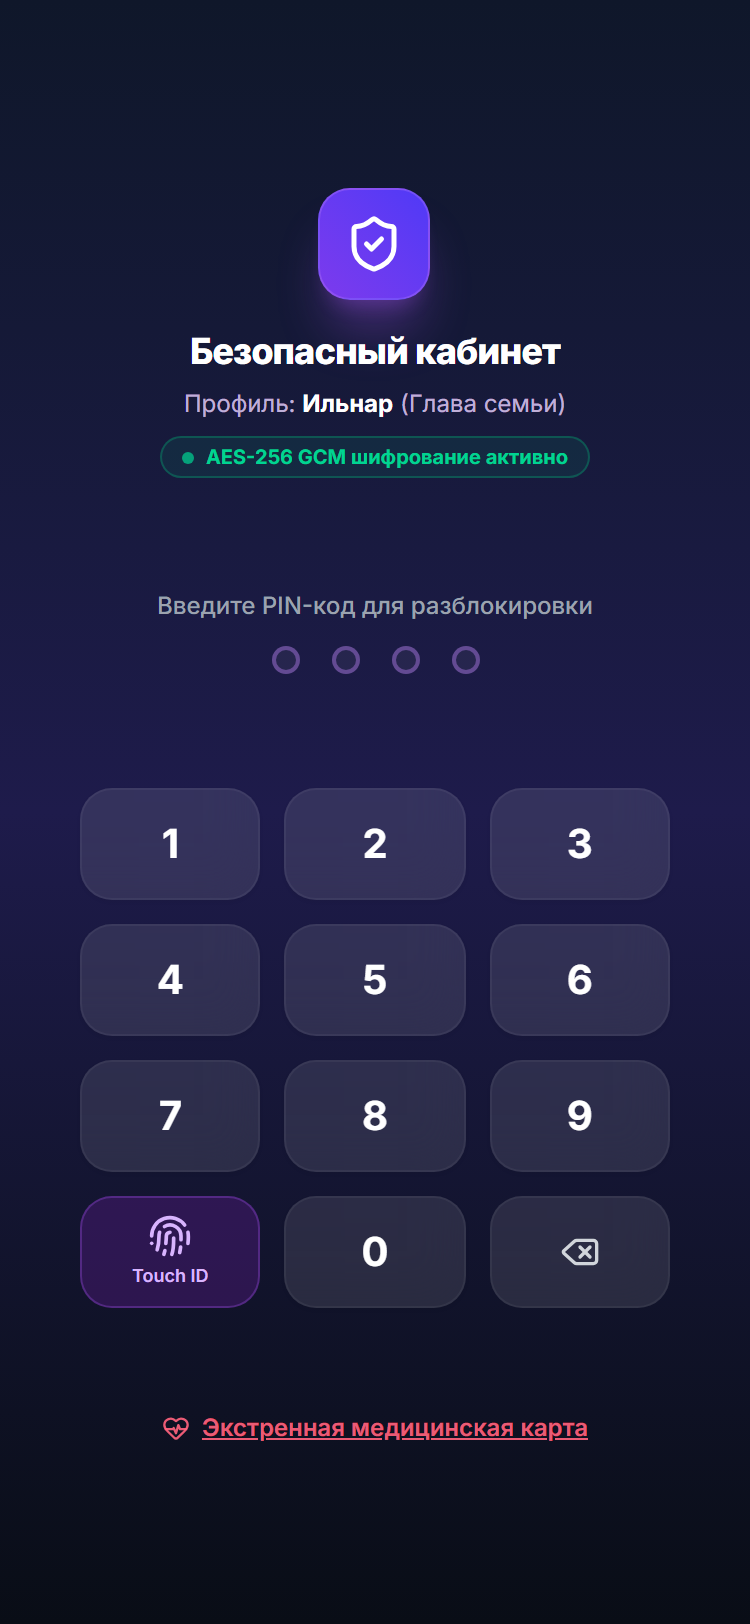 Безопасный кабинет
Профиль: Ильнар (Глава семьи)
AES-256 GCM шифрование активно
Введите PIN-код для разблокировки
1 2 3
4 5 6
7 8 9
0
Touch ID
Экстренная медицинская карта